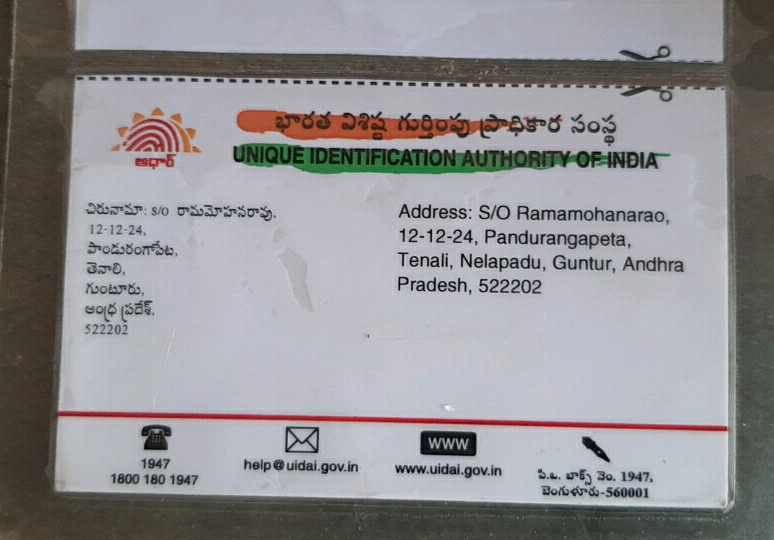 భారత విశిష్ట గుర్తింపు ప్రాధికార సంస్థ
UNIQUE IDENTIFICATION AUTHORITY OF INDIA
ఆధార్
చిరునామా: S/O రామమోహనరావు,
12-12-24,
పాండురంగాపేట,
తెనాలి,
గుంటూరు,
ఆంధ్ర ప్రదేశ్,
522202
Address: S/O Ramamohanarao,
12-12-24, Pandurangapeta,
Tenali, Nelapadu, Guntur, Andhra
Pradesh, 522202
1947
1800 180 1947
help@uidai.gov.in
WWW
www.uidai.gov.in
పి.ఒ. బాక్స్ నెం. 1947,
బెంగుళూరు-560001